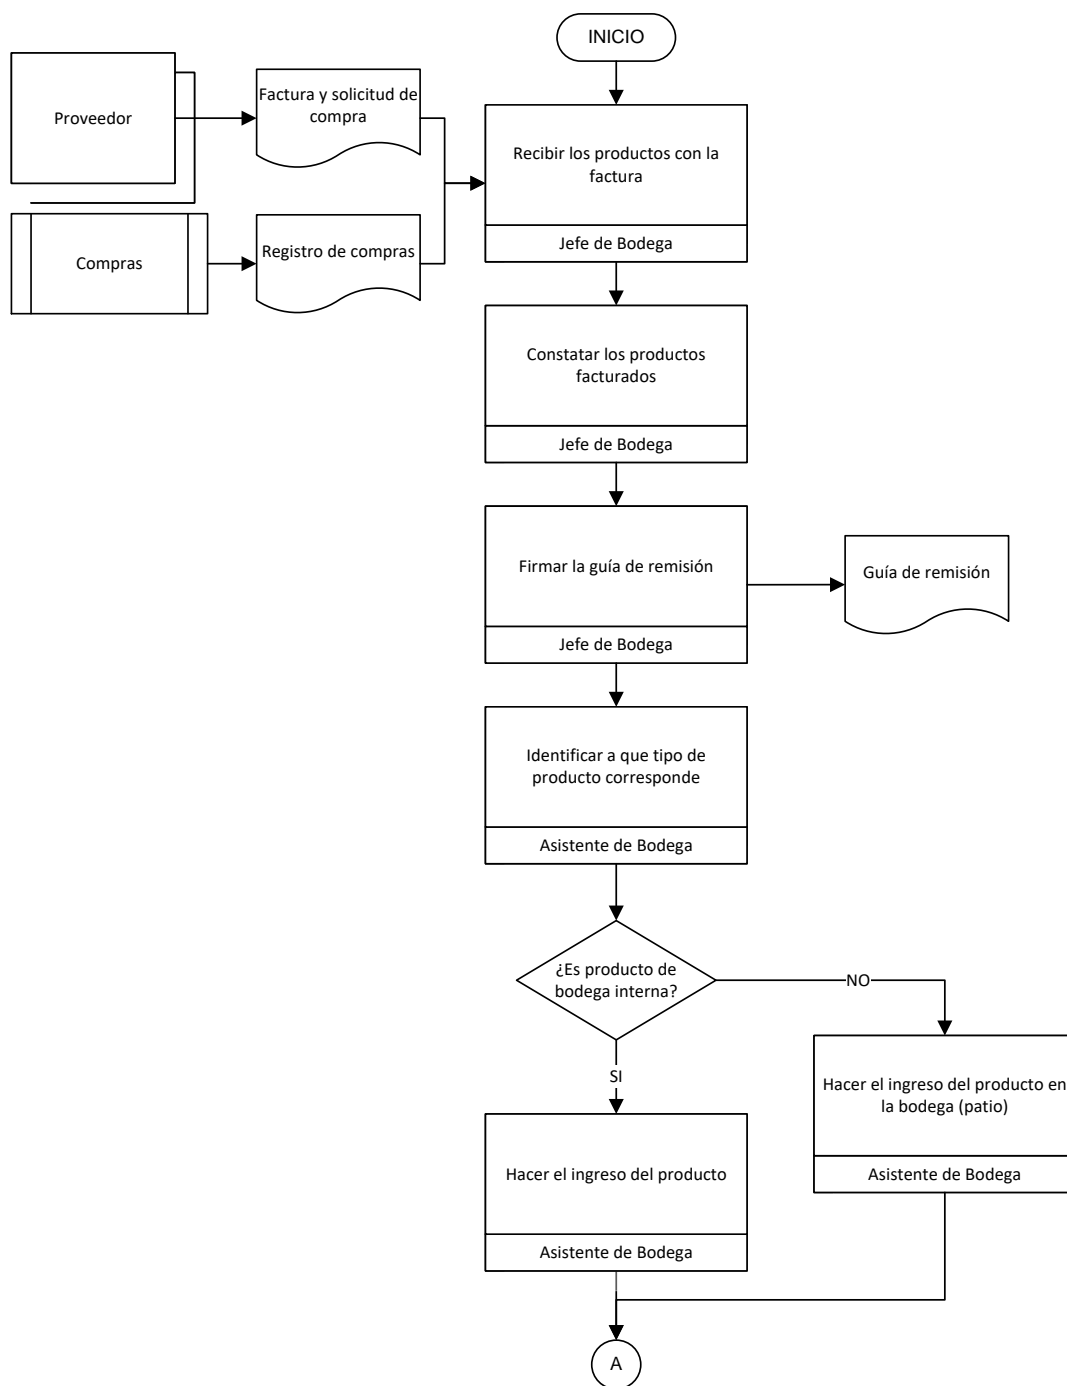 INICIO
Proveedor
Factura y solicitud de
compra
Recibir los productos con la
factura
Jefe de Bodega
Compras
Registro de compras
Constatar los productos
facturados
Jefe de Bodega
Firmar la guía de remisión
Jefe de Bodega
Guía de remisión
Identificar a que tipo de
producto corresponde
Asistente de Bodega
¿Es producto de
bodega interna?
NO
SI
Hacer el ingreso del producto en
la bodega (patio)
Asistente de Bodega
Hacer el ingreso del producto
Asistente de Bodega
A